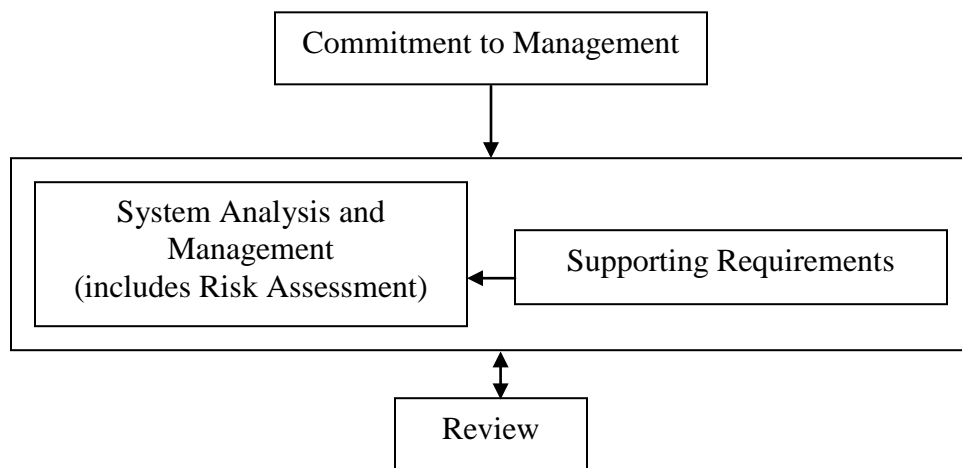 Commitment to Management
System Analysis and
Management
(includes Risk Assessment)
Supporting Requirements
Review